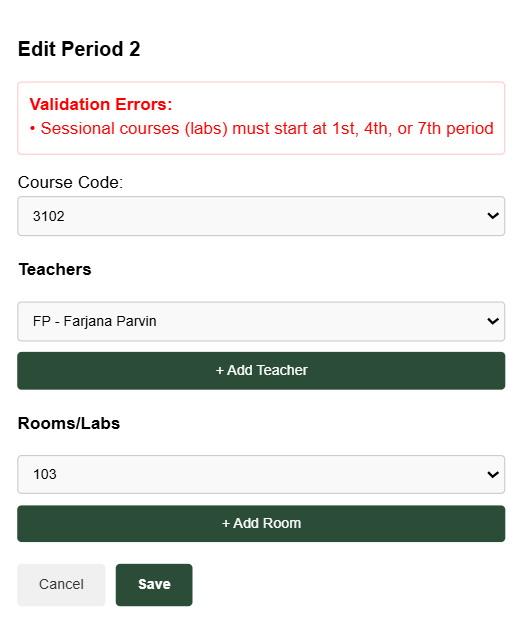 Edit Period 2
Validation Errors:
• Sessional courses (labs) must start at 1st, 4th, or 7th period
Course Code:
3102
Teachers
FP - Farjana Parvin
+ Add Teacher
Rooms/Labs
103
+ Add Room
Cancel Save